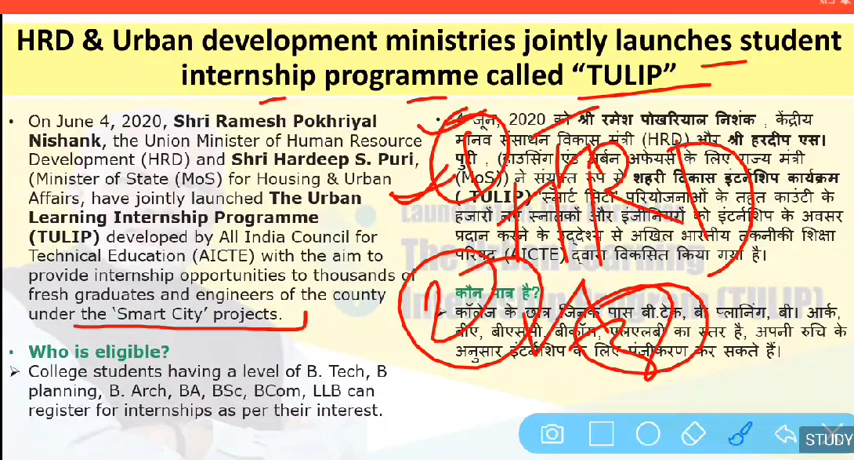 HRD & Urban development ministries jointly launches student
internship programme called “TULIP”
• On June 4, 2020, Shri Ramesh Pokhriyal
Nishank, the Union Minister of Human Resource
Development (HRD) and Shri Hardeep S. Puri,
(Minister of State (MoS) for Housing & Urban
Affairs, have jointly launched The Urban
Learning Internship Programme
(TULIP) developed by All India Council for
Technical Education (AICTE) with the aim to
provide internship opportunities to thousands of
fresh graduates and engineers of the county
under the ‘Smart City’ projects.
• Who is eligible?
➢ College students having a level of B. Tech, B
planning, B. Arch, BA, BSc, BCom, LLB can
register for internships as per their interest.
• 4 जून, 2020 को श्री रमेश पोखरियाल निशंक , केंद्रीय
मानव संसाधन विकास मंत्री (HRD) और श्री हरदीप एस।
पुरी , (हाउसिंग एंड अर्बन अफेयर्स के लिए राज्य मंत्री
(MoS) ने संयुक्त रूप से शहरी विकास इंटर्नशिप कार्यक्रम
(TULIP) स्मार्ट सिटी परियोजनाओं के तहत काउंटी के
हजारों नए स्नातकों और इंजीनियरों को इंटर्नशिप के अवसर
प्रदान करने के उद्देश्य से अखिल भारतीय तकनीकी शिक्षा
परिषद (AICTE) द्वारा विकसित किया गया है।
कौन पात्र है?
➢ कॉलेज के छात्र जिनके पास बी.टेक, बी प्लानिंग, बी। आर्क,
बीए, बीएससी, बीकॉम, एलएलबी का स्तर है, अपनी रुचि के
अनुसार इंटर्नशिप के लिए पंजीकरण कर सकते हैं।
1 HRD
2
STUDY